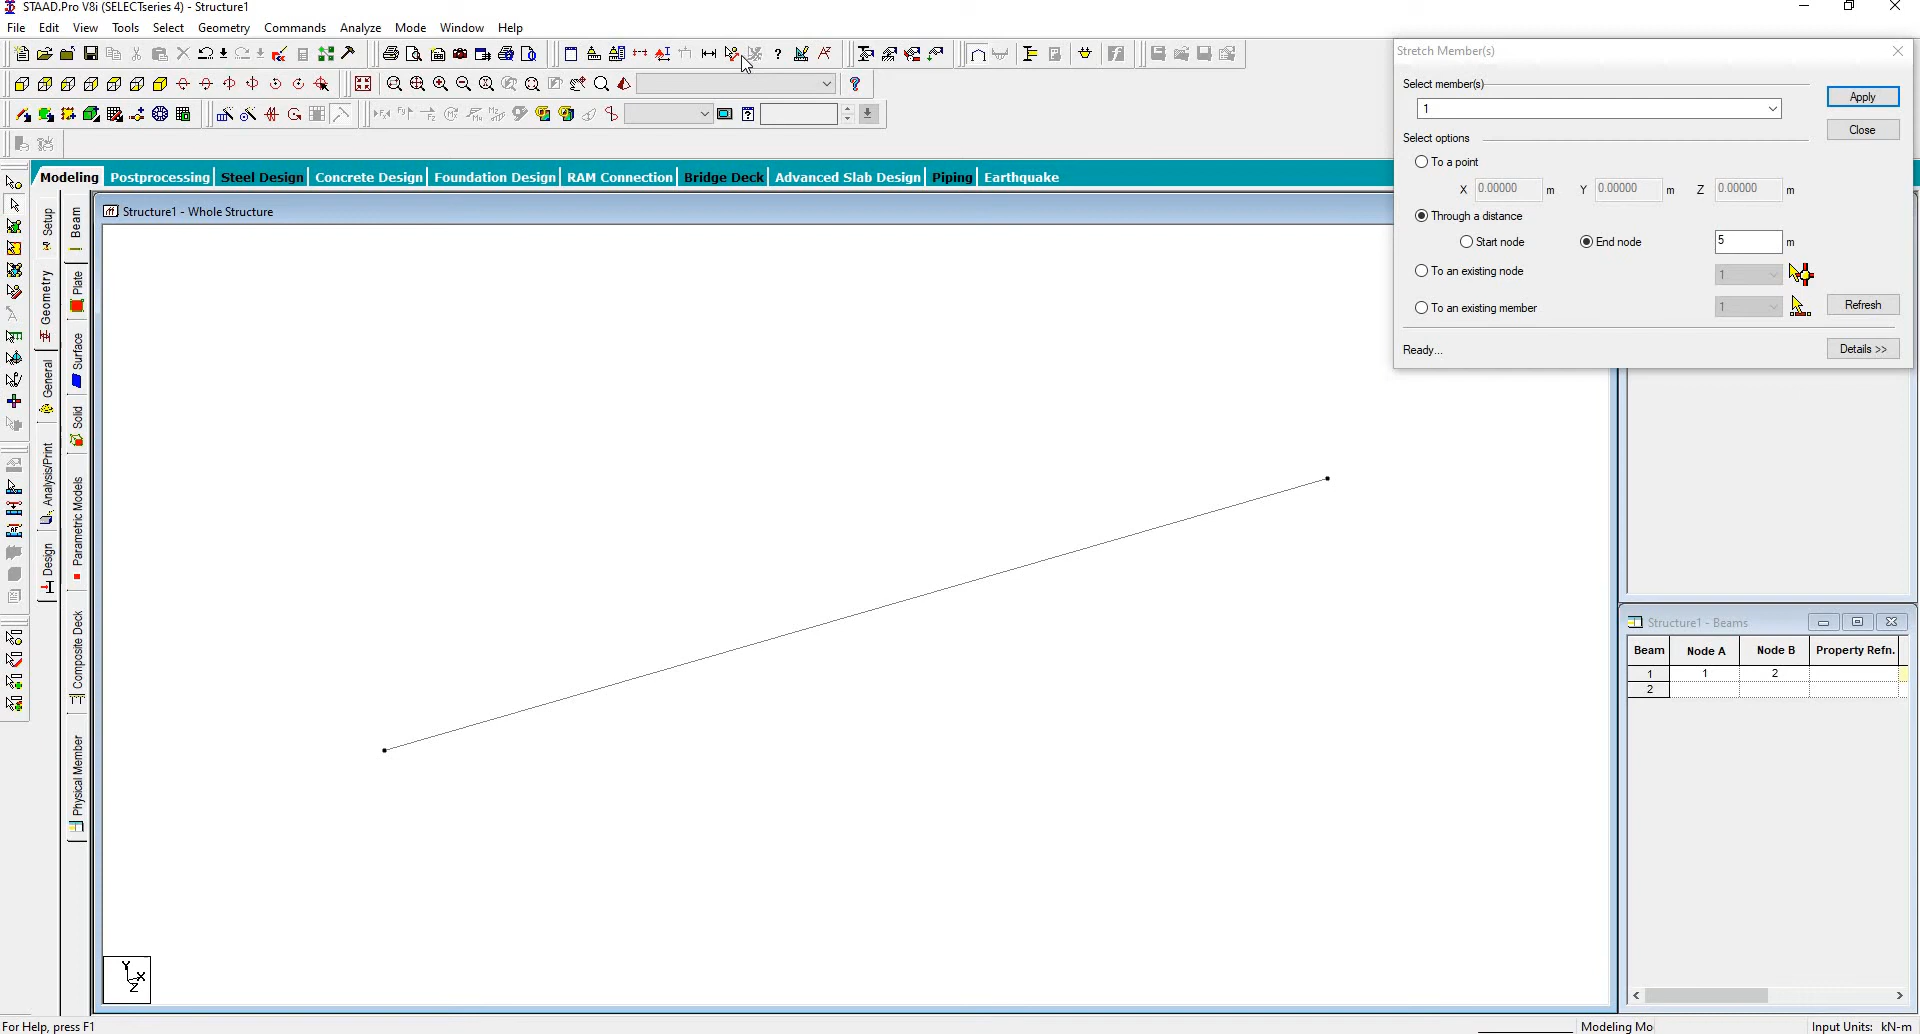 STAAD.Pro V8i (SELECTseries 4) - Structure1
File Edit View Tools Select Geometry Commands Analyze Mode Window Help
Stretch Member(s)
Select member(s)
1
Apply
Close
Select options
To a point
X 0.00000 m Y 0.00000 m Z 0.00000 m
Through a distance
Start node End node 5 m
To an existing node 1
To an existing member 1 Refresh
Ready... Details >>
Modeling Postprocessing Steel Design Concrete Design Foundation Design RAM Connection Bridge Deck Advanced Slab Design Piping Earthquake
Structure1 - Whole Structure
Setup
Geometry
General
Analysis/Print
Design
Beam
Plate
Surface
Solid
Parametric Models
Composite Deck
Physical Member
Structure1 - Beams
Beam Node A Node B Property Refn.
1 1 2
2
Y
X
Z
For Help, press F1 Modeling Mo Input Units: kN-m